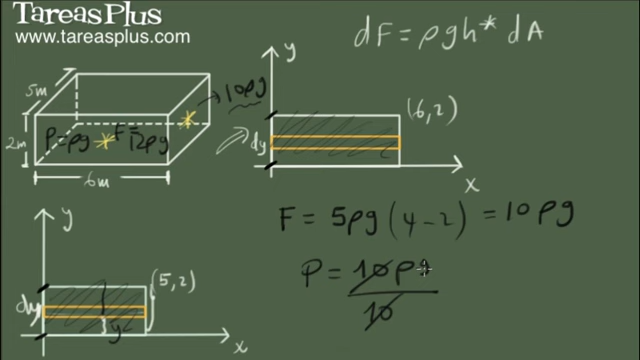 TareasPlus
www.tareasplus.com
dF = ρgh* dA
y
5m
10ρg
(6,2)
2m
P=ρg
F=12ρg
dy
6m
x
y
F = 5ρg (4-2) = 10ρg
(5,2)
P = 10ρg
10
dy
y
x